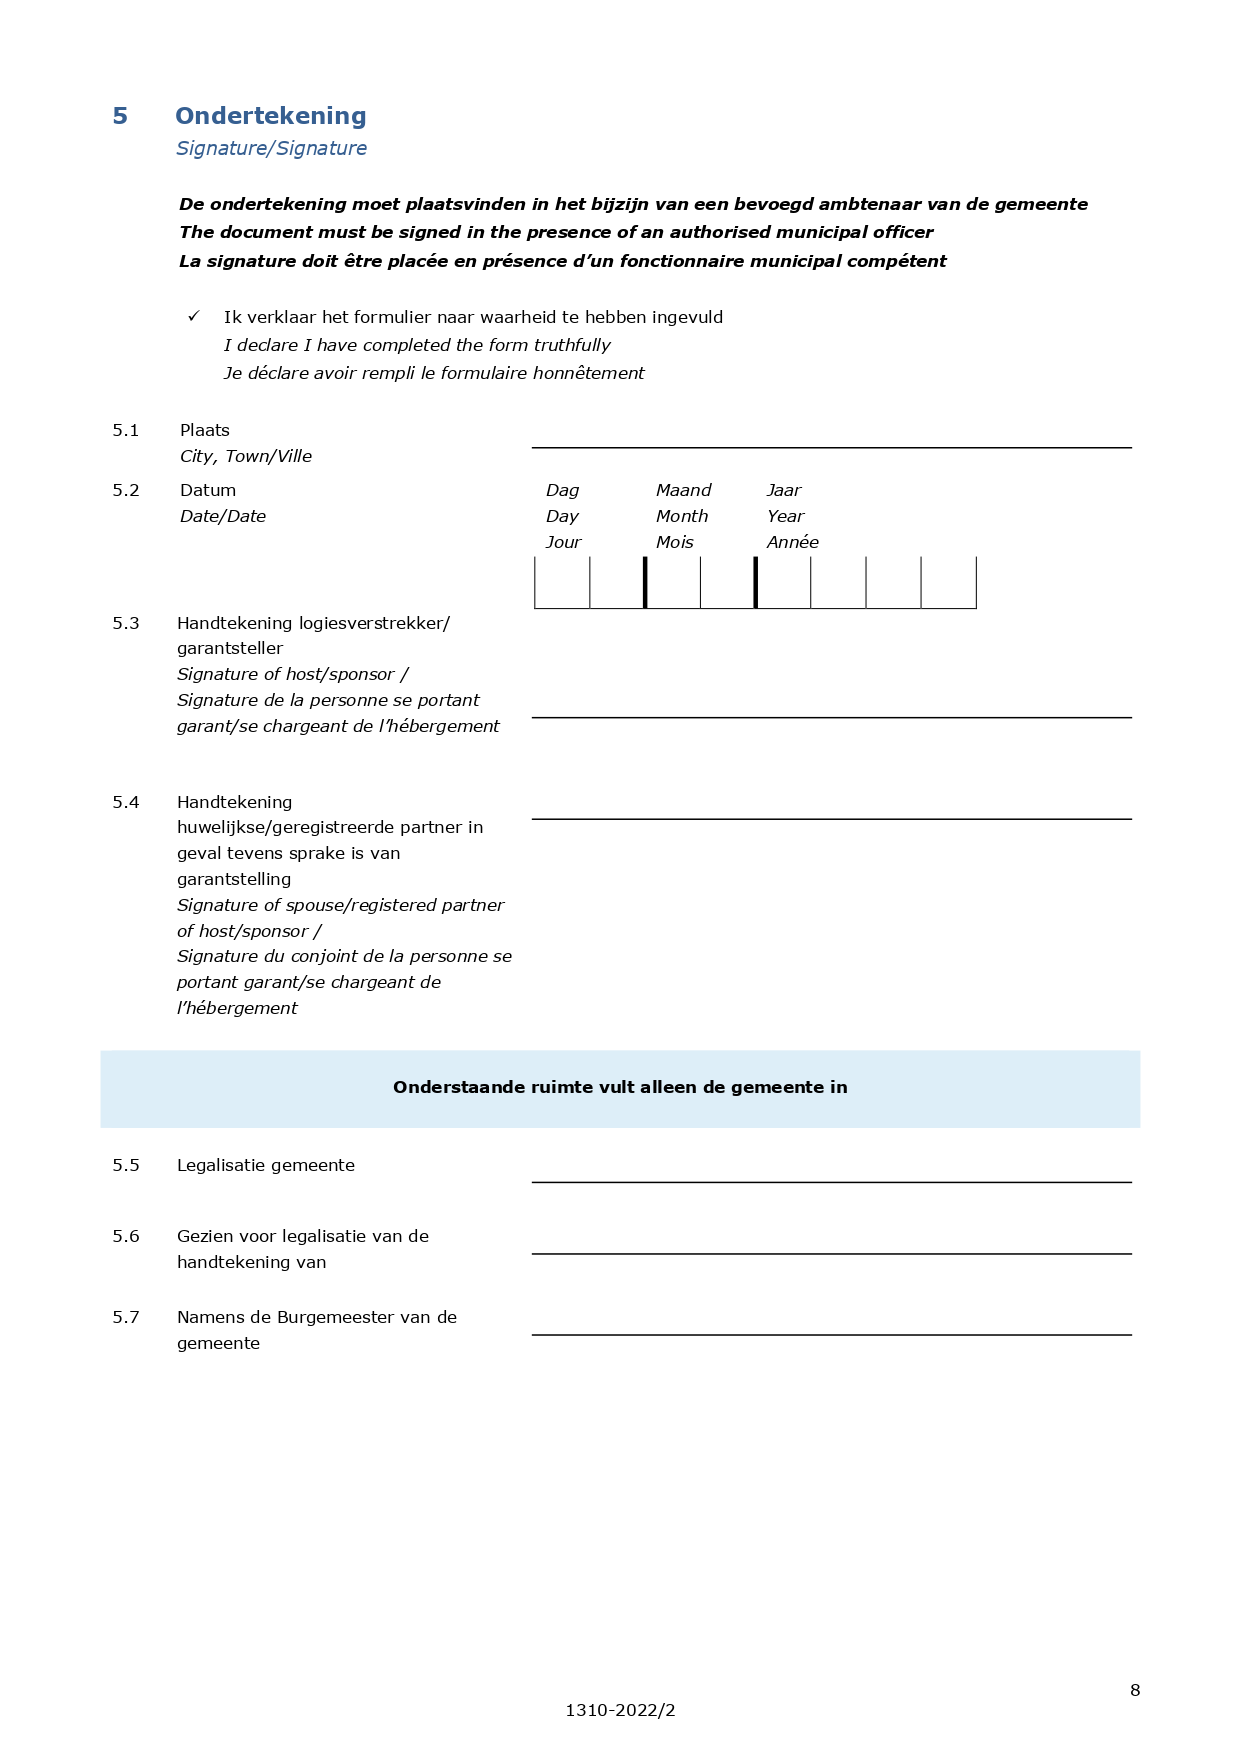 5 Ondertekening
Signature/Signature
De ondertekening moet plaatsvinden in het bijzijn van een bevoegd ambtenaar van de gemeente
The document must be signed in the presence of an authorised municipal officer
La signature doit être placée en présence d’un fonctionnaire municipal compétent
✓ Ik verklaar het formulier naar waarheid te hebben ingevuld
I declare I have completed the form truthfully
Je déclare avoir rempli le formulaire honnêtement
5.1 Plaats
City, Town/Ville
5.2 Datum Dag Maand Jaar
Date/Date Day Month Year
Jour Mois Année
5.3 Handtekening logiesverstrekker/
garantsteller
Signature of host/sponsor /
Signature de la personne se portant
garant/se chargeant de l’hébergement
5.4 Handtekening
huwelijkse/geregistreerde partner in
geval tevens sprake is van
garantstelling
Signature of spouse/registered partner
of host/sponsor /
Signature du conjoint de la personne se
portant garant/se chargeant de
l’hébergement
Onderstaande ruimte vult alleen de gemeente in
5.5 Legalisatie gemeente
5.6 Gezien voor legalisatie van de
handtekening van
5.7 Namens de Burgemeester van de
gemeente
8
1310-2022/2